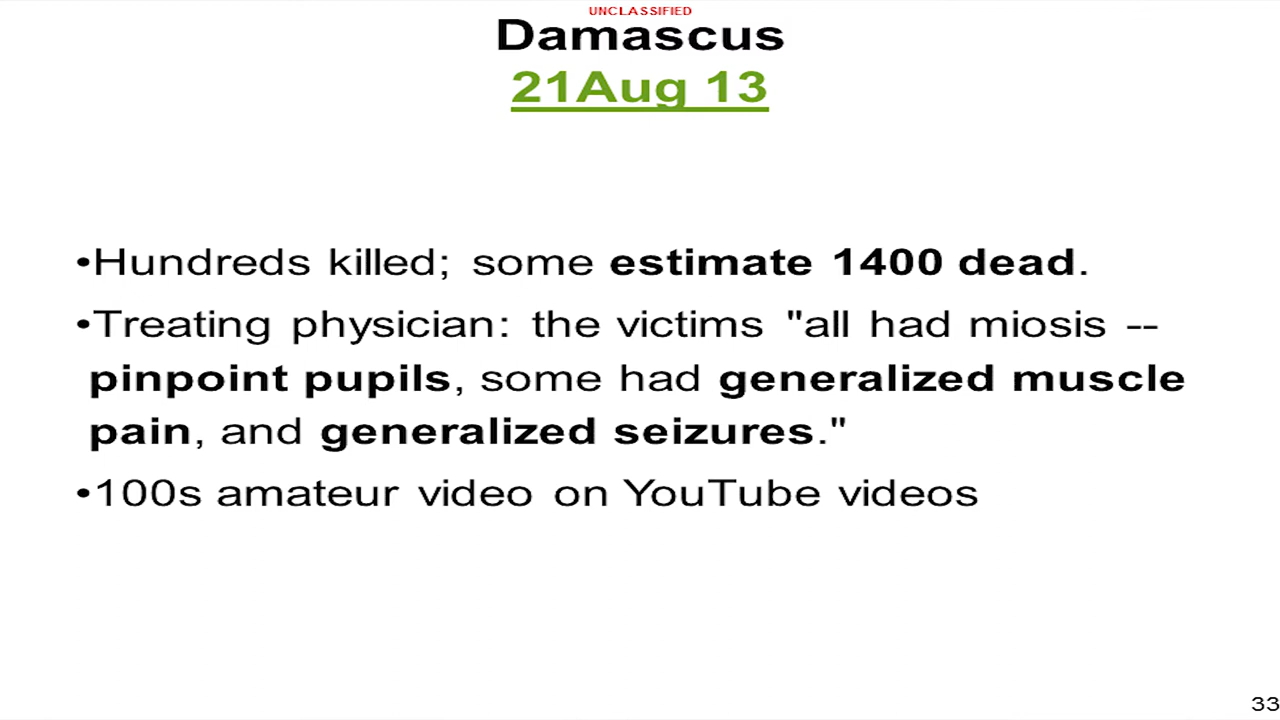 UNCLASSIFIED
Damascus
21Aug 13
•Hundreds killed; some estimate 1400 dead.
•Treating physician: the victims "all had miosis --
pinpoint pupils, some had generalized muscle
pain, and generalized seizures."
•100s amateur video on YouTube videos
33